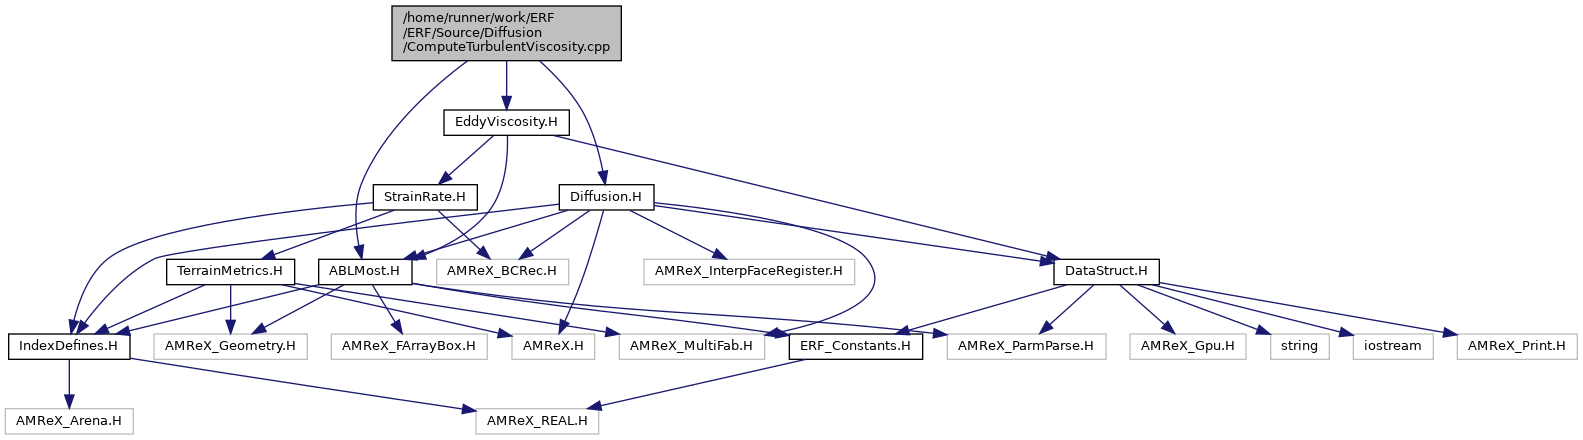 /home/runner/work/ERF
/ERF/Source/Diffusion
/ComputeTurbulentViscosity.cpp
EddyViscosity.H
StrainRate.H
Diffusion.H
TerrainMetrics.H
ABLMost.H
AMReX_BCRec.H
AMReX_InterpFaceRegister.H
DataStruct.H
IndexDefines.H
AMReX_Geometry.H
AMReX_FArrayBox.H
AMReX.H
AMReX_MultiFab.H
ERF_Constants.H
AMReX_ParmParse.H
AMReX_Gpu.H
string
iostream
AMReX_Print.H
AMReX_Arena.H
AMReX_REAL.H